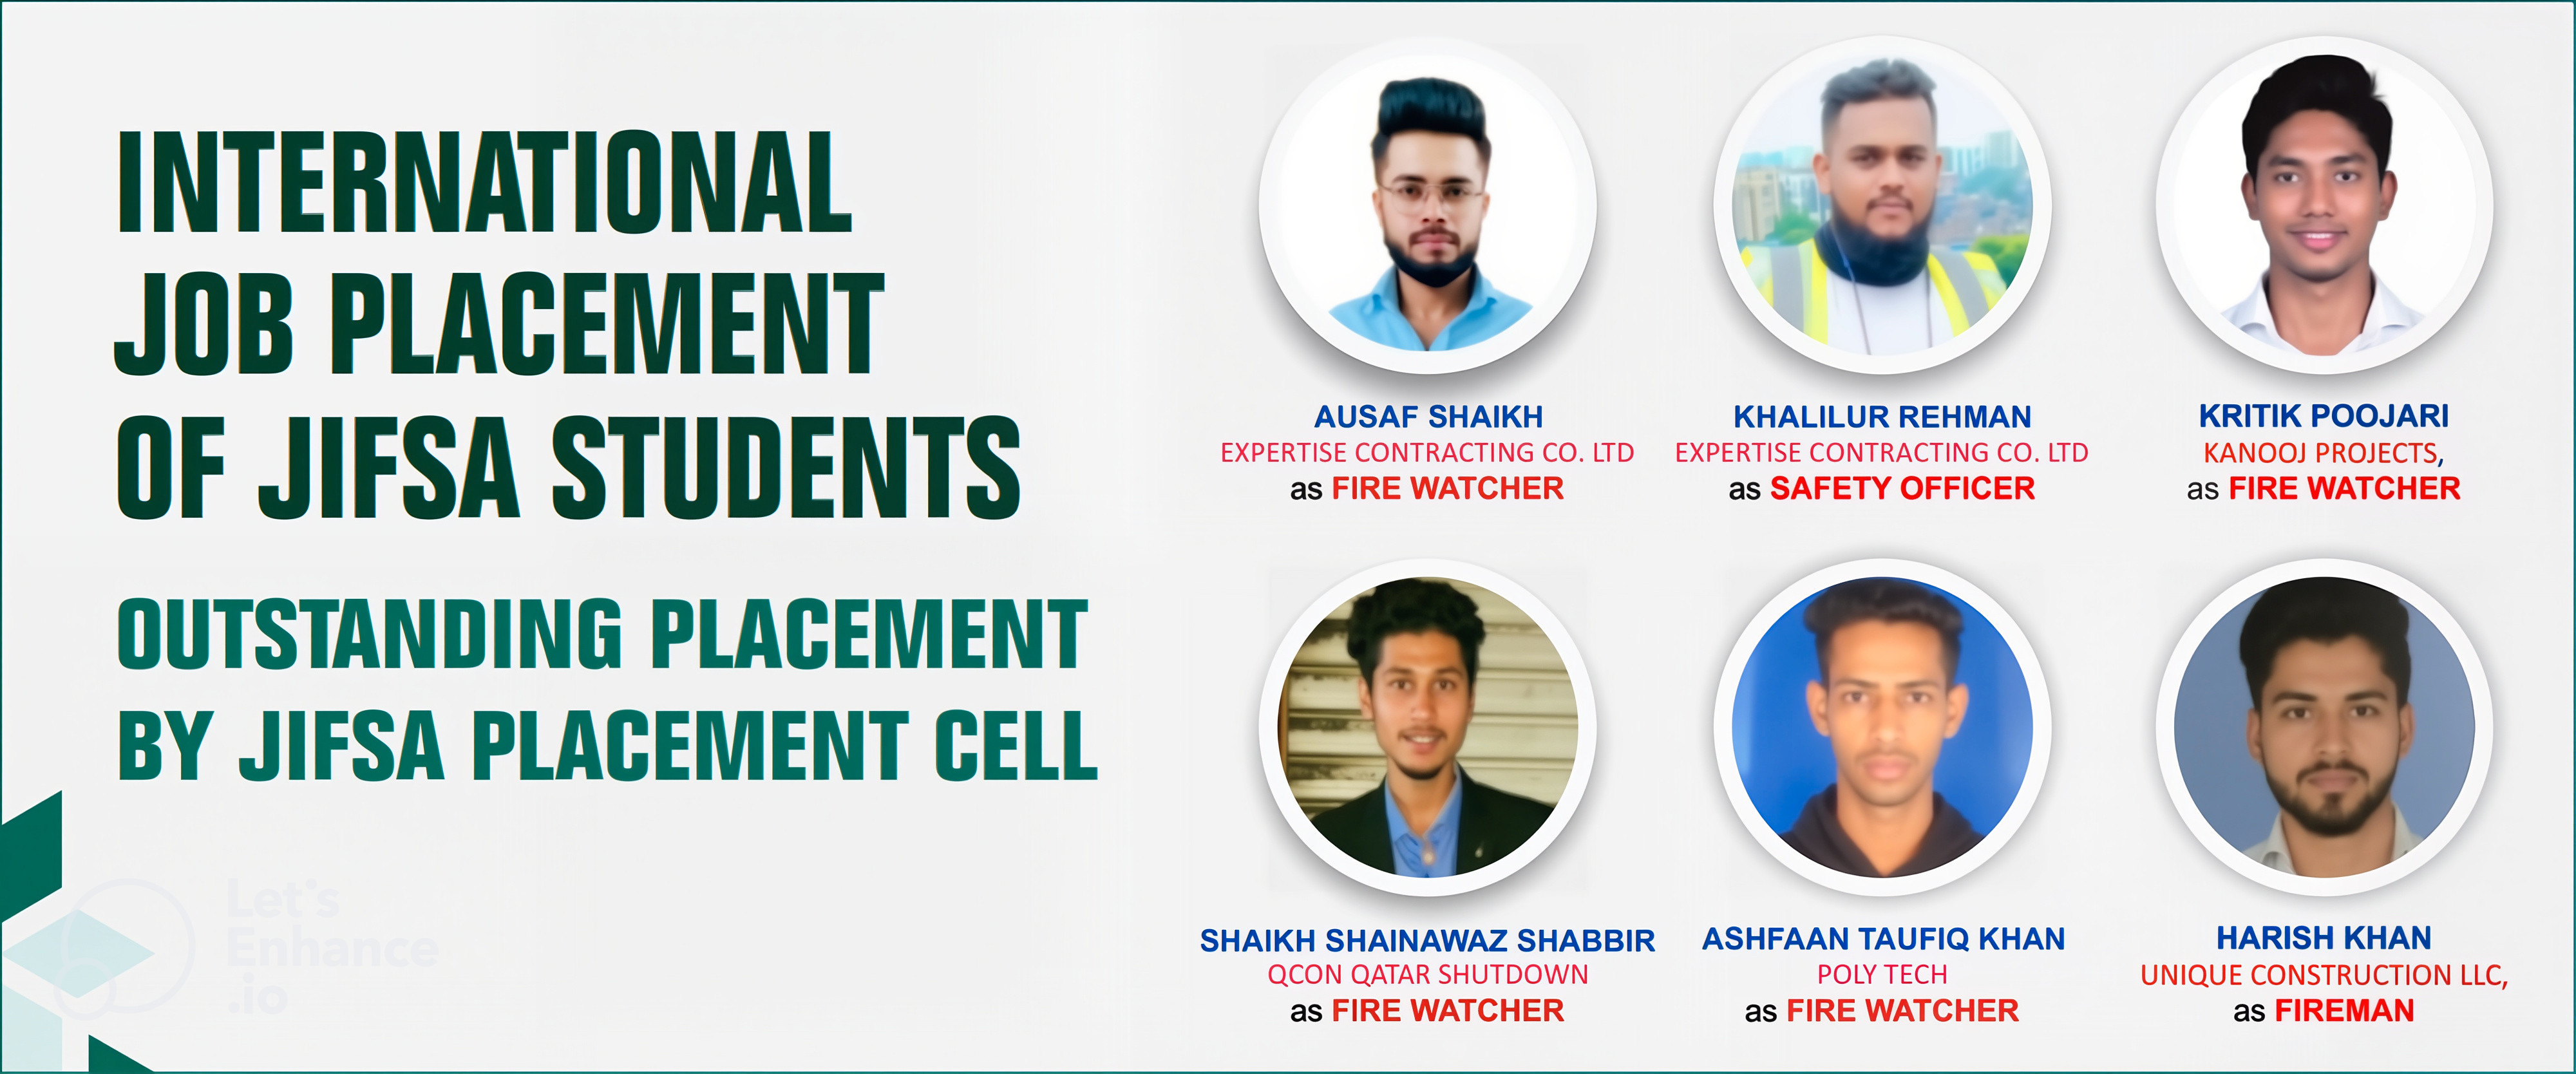 INTERNATIONAL
JOB PLACEMENT
OF JIFSA STUDENTS
OUTSTANDING PLACEMENT
BY JIFSA PLACEMENT CELL
Let's
Enhance
.io
AUSAF SHAIKH
EXPERTISE CONTRACTING CO. LTD
as FIRE WATCHER
KHALILUR REHMAN
EXPERTISE CONTRACTING CO. LTD
as SAFETY OFFICER
KRITIK POOJARI
KANOOJ PROJECTS,
as FIRE WATCHER
SHAIKH SHAINAWAZ SHABBIR
QCON QATAR SHUTDOWN
as FIRE WATCHER
ASHFAAN TAUFIQ KHAN
POLY TECH
as FIRE WATCHER
HARISH KHAN
UNIQUE CONSTRUCTION LLC,
as FIREMAN